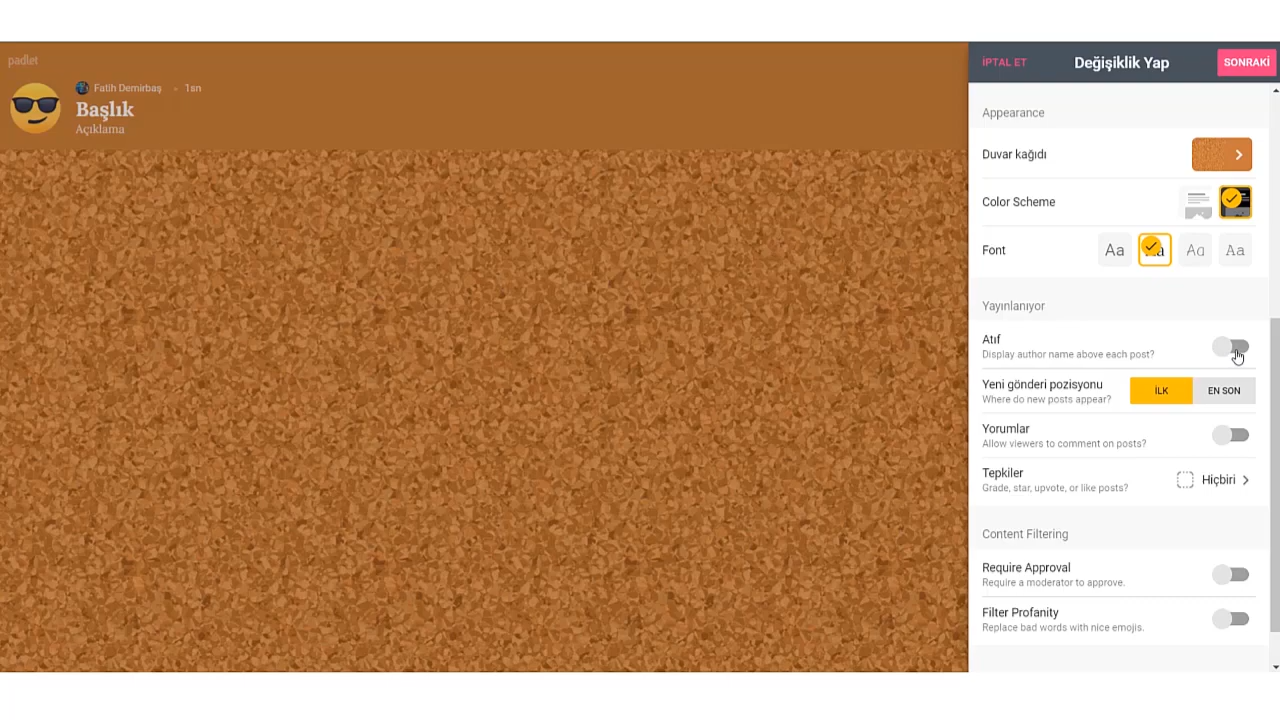 padlet
Fatih Demirbaş • 1sn
Başlık
Açıklama
İPTAL ET
Değişiklik Yap
SONRAKİ
Appearance
Duvar kağıdı
Color Scheme
Font
Aa
Aa
Aa
Yayınlanıyor
Atıf
Display author name above each post?
Yeni gönderi pozisyonu
Where do new posts appear?
İLK
EN SON
Yorumlar
Allow viewers to comment on posts?
Tepkiler
Grade, star, upvote, or like posts?
Hiçbiri
Content Filtering
Require Approval
Require a moderator to approve.
Filter Profanity
Replace bad words with nice emojis.